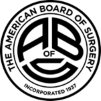 THE AMERICAN BOARD OF SURGERY
A B
OF
S
INCORPORATED 1937